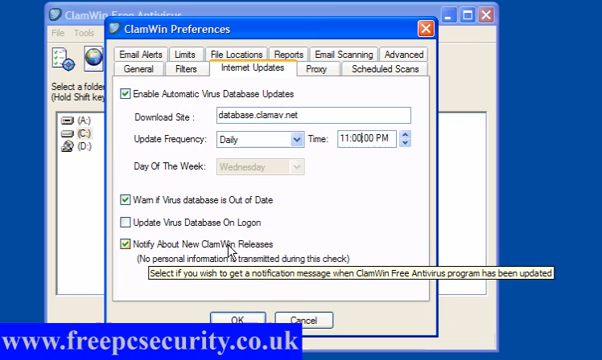 ClamWin Free Antivirus
File Tools
Select a folde
(Hold Shift key
(A:)
(C:)
(D:)
ClamWin Preferences
Email Alerts Limits File Locations Reports Email Scanning Advanced
General Filters Internet Updates Proxy Scheduled Scans
Enable Automatic Virus Database Updates
Download Site : database.clamav.net
Update Frequency: Daily Time: 11:00:00 PM
Day Of The Week: Wednesday
Warn if Virus database is Out of Date
Update Virus Database On Logon
Notify About New ClamWin Releases
(No personal information is transmitted during this check)
Select if you wish to get a notification message when ClamWin Free Antivirus program has been updated
OK Cancel
www.freepcsecurity.co.uk